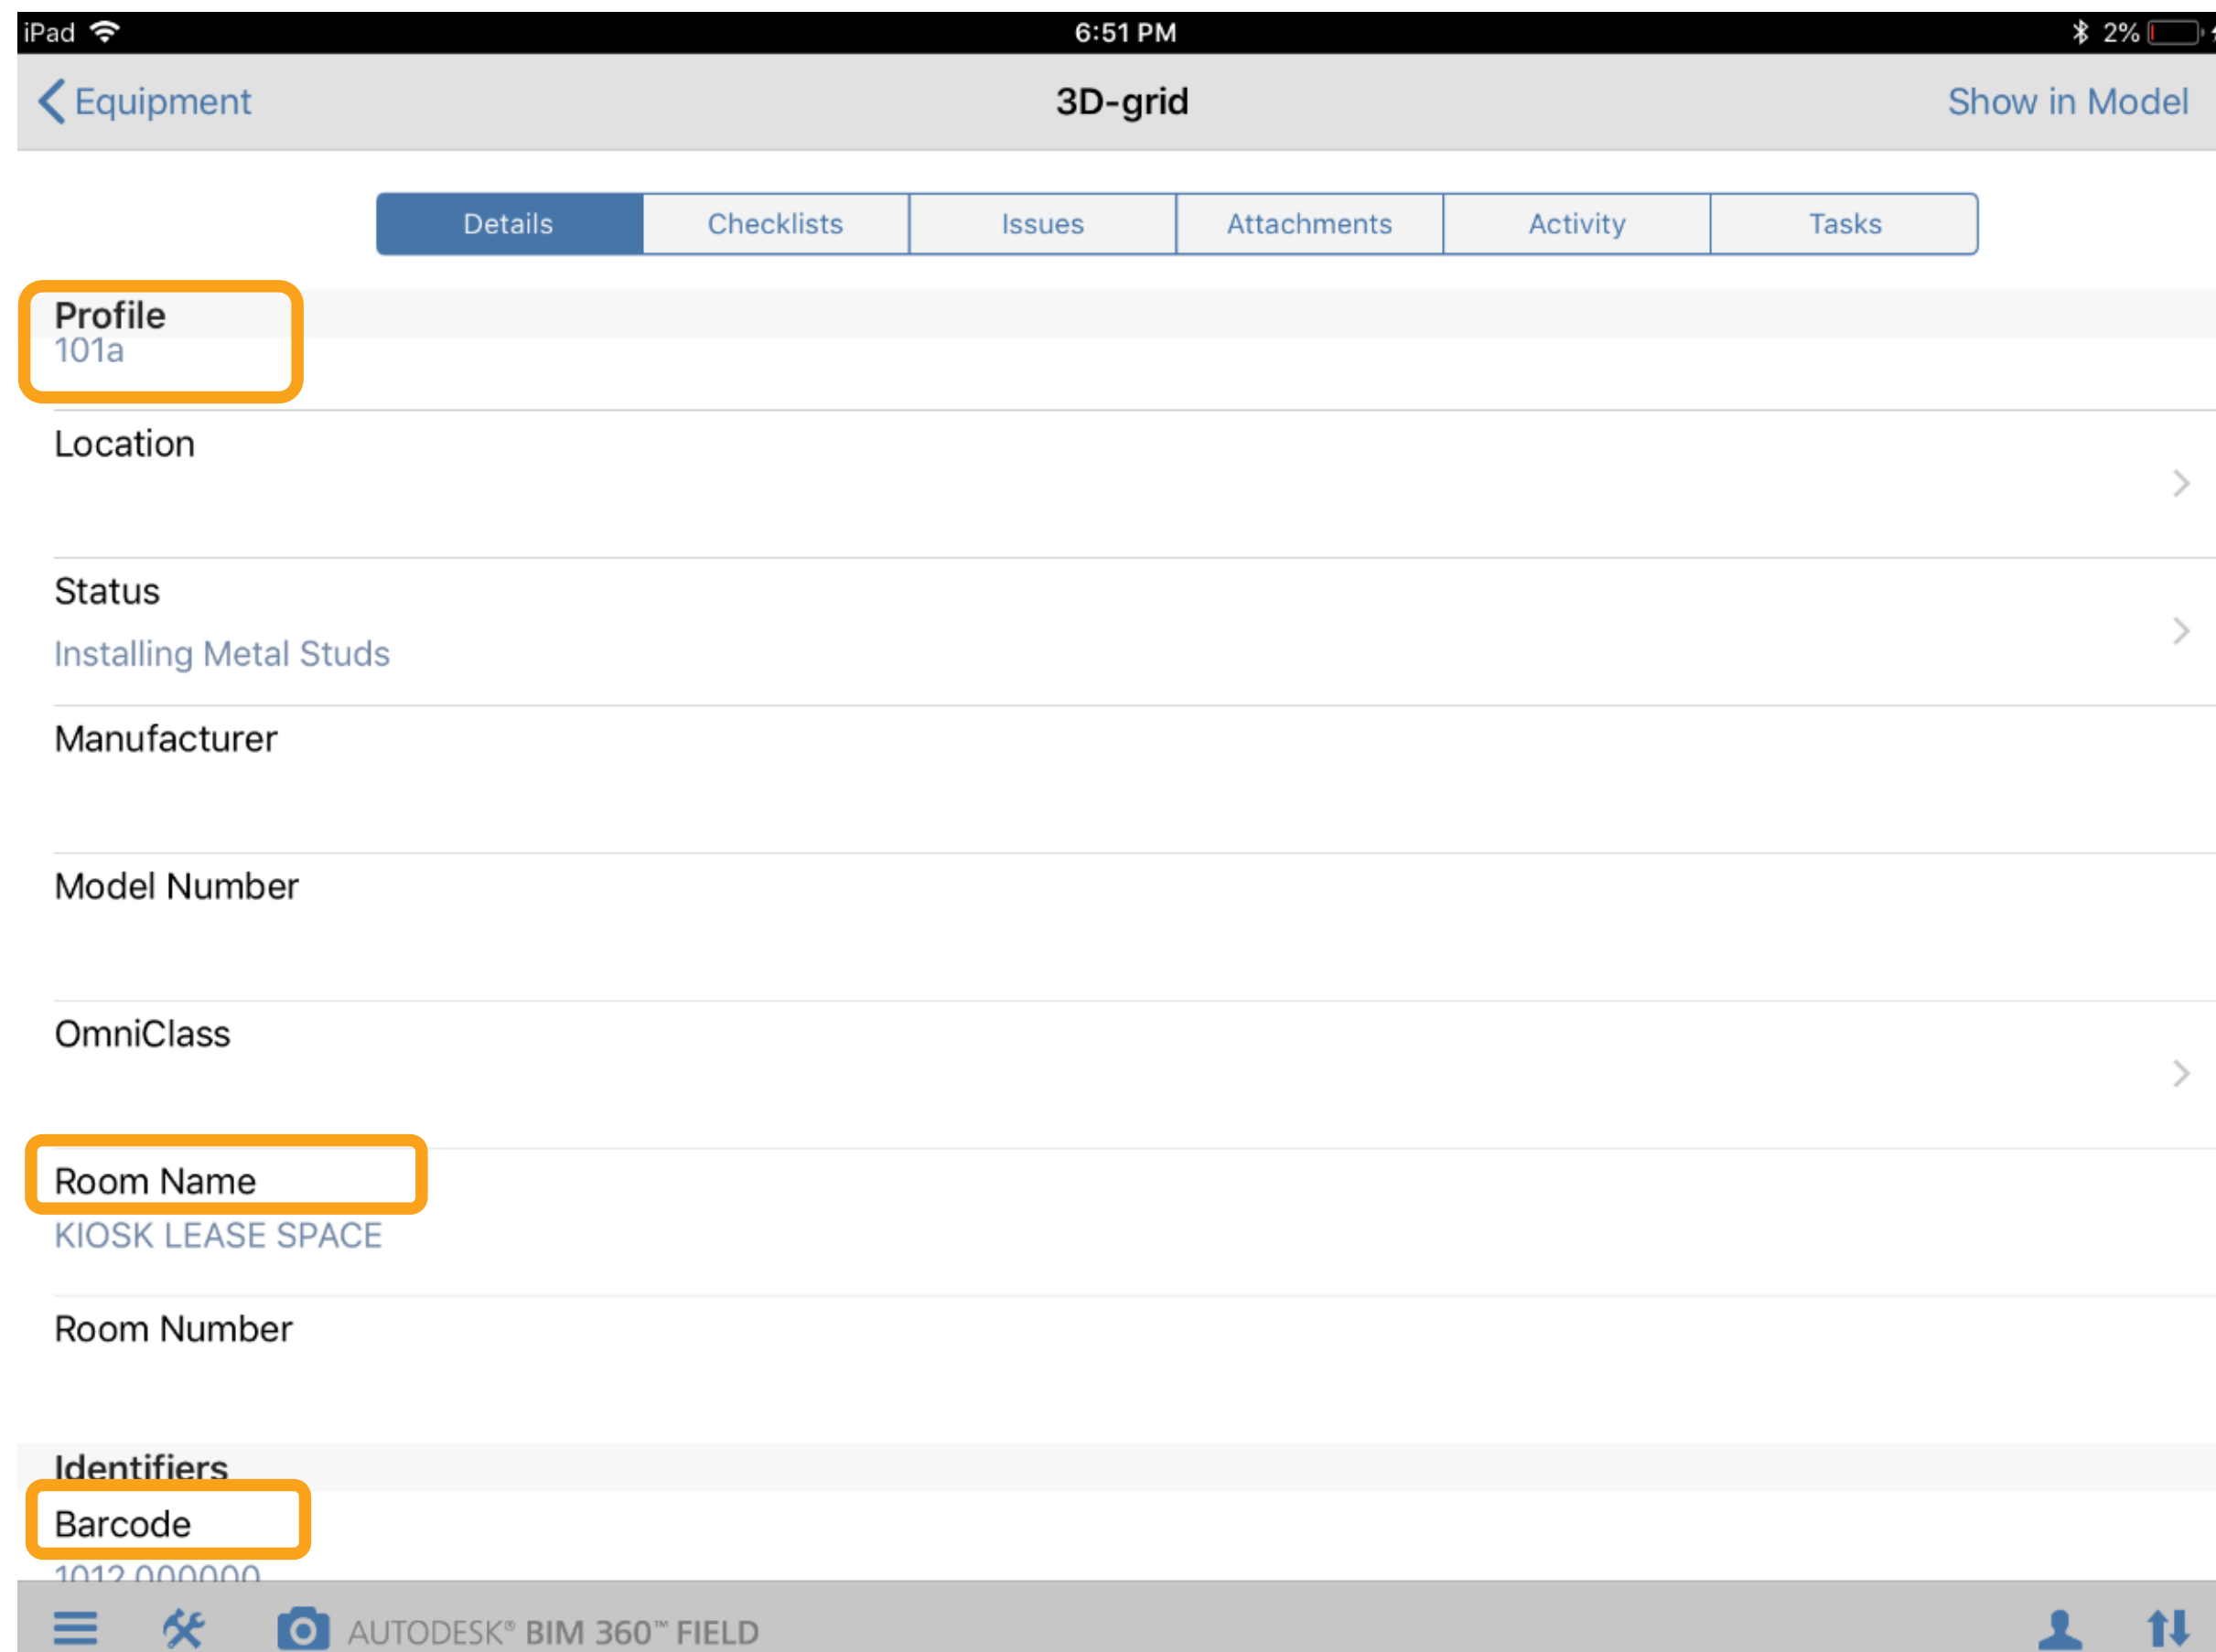 iPad 6:51 PM 2%
Equipment 3D-grid Show in Model
Details Checklists Issues Attachments Activity Tasks
Profile
101a
Location
Status
Installing Metal Studs
Manufacturer
Model Number
OmniClass
Room Name
KIOSK LEASE SPACE
Room Number
Identifiers
Barcode
1012.000000
AUTODESK® BIM 360™ FIELD